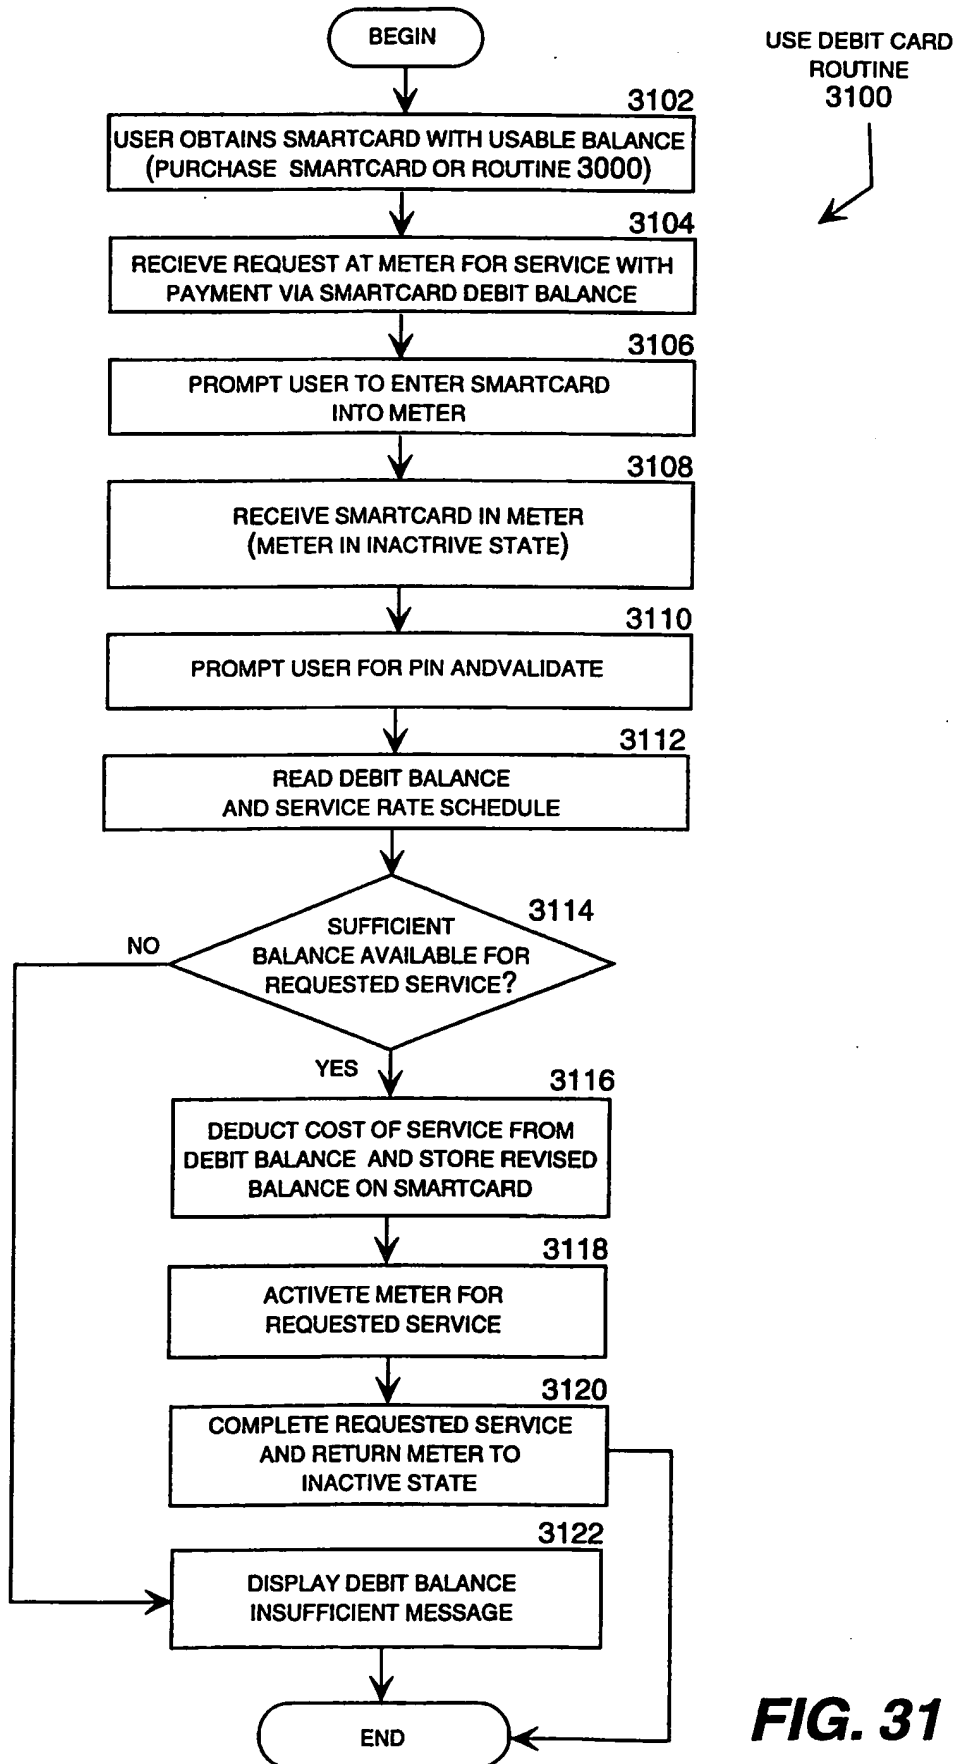 BEGIN
USE DEBIT CARD
ROUTINE
3100
3102
USER OBTAINS SMARTCARD WITH USABLE BALANCE
(PURCHASE SMARTCARD OR ROUTINE 3000)
3104
RECIEVE REQUEST AT METER FOR SERVICE WITH
PAYMENT VIA SMARTCARD DEBIT BALANCE
3106
PROMPT USER TO ENTER SMARTCARD
INTO METER
3108
RECEIVE SMARTCARD IN METER
(METER IN INACTRIVE STATE)
3110
PROMPT USER FOR PIN ANDVALIDATE
3112
READ DEBIT BALANCE
AND SERVICE RATE SCHEDULE
3114
SUFFICIENT
BALANCE AVAILABLE FOR
REQUESTED SERVICE?
NO
YES
3116
DEDUCT COST OF SERVICE FROM
DEBIT BALANCE AND STORE REVISED
BALANCE ON SMARTCARD
3118
ACTIVETE METER FOR
REQUESTED SERVICE
3120
COMPLETE REQUESTED SERVICE
AND RETURN METER TO
INACTIVE STATE
3122
DISPLAY DEBIT BALANCE
INSUFFICIENT MESSAGE
END
FIG. 31